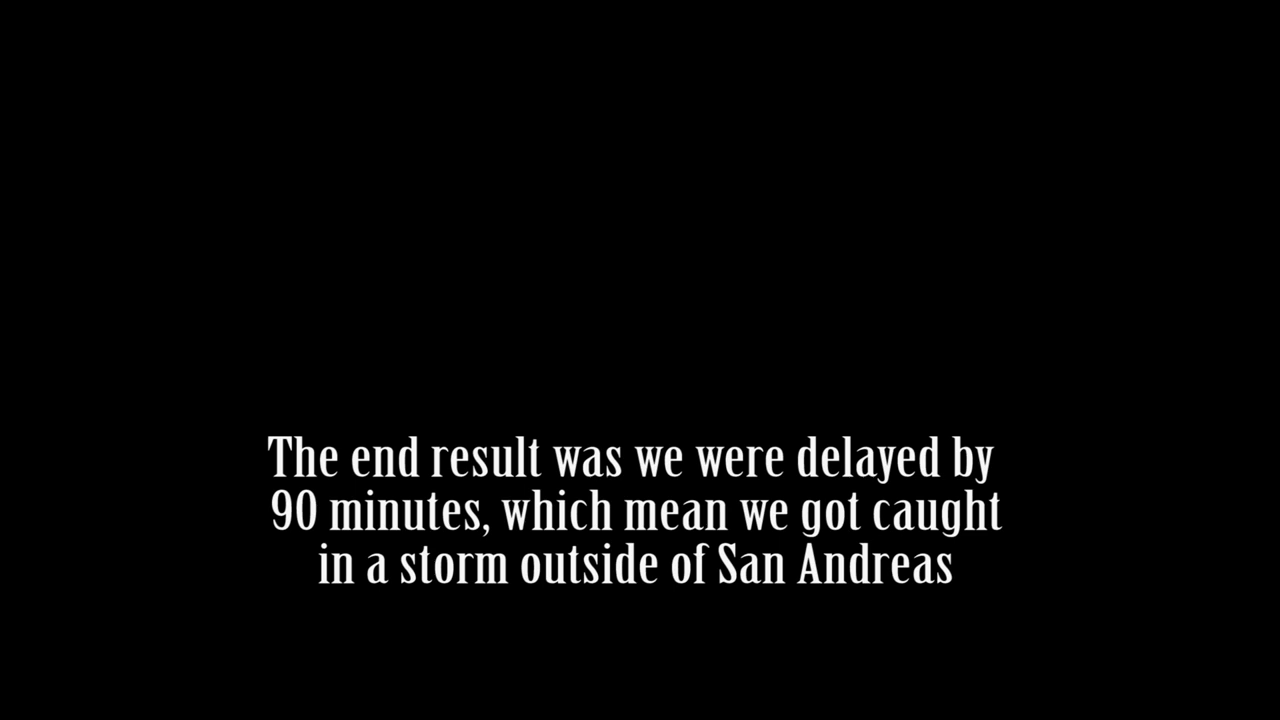 The end result was we were delayed by
90 minutes, which mean we got caught
in a storm outside of San Andreas